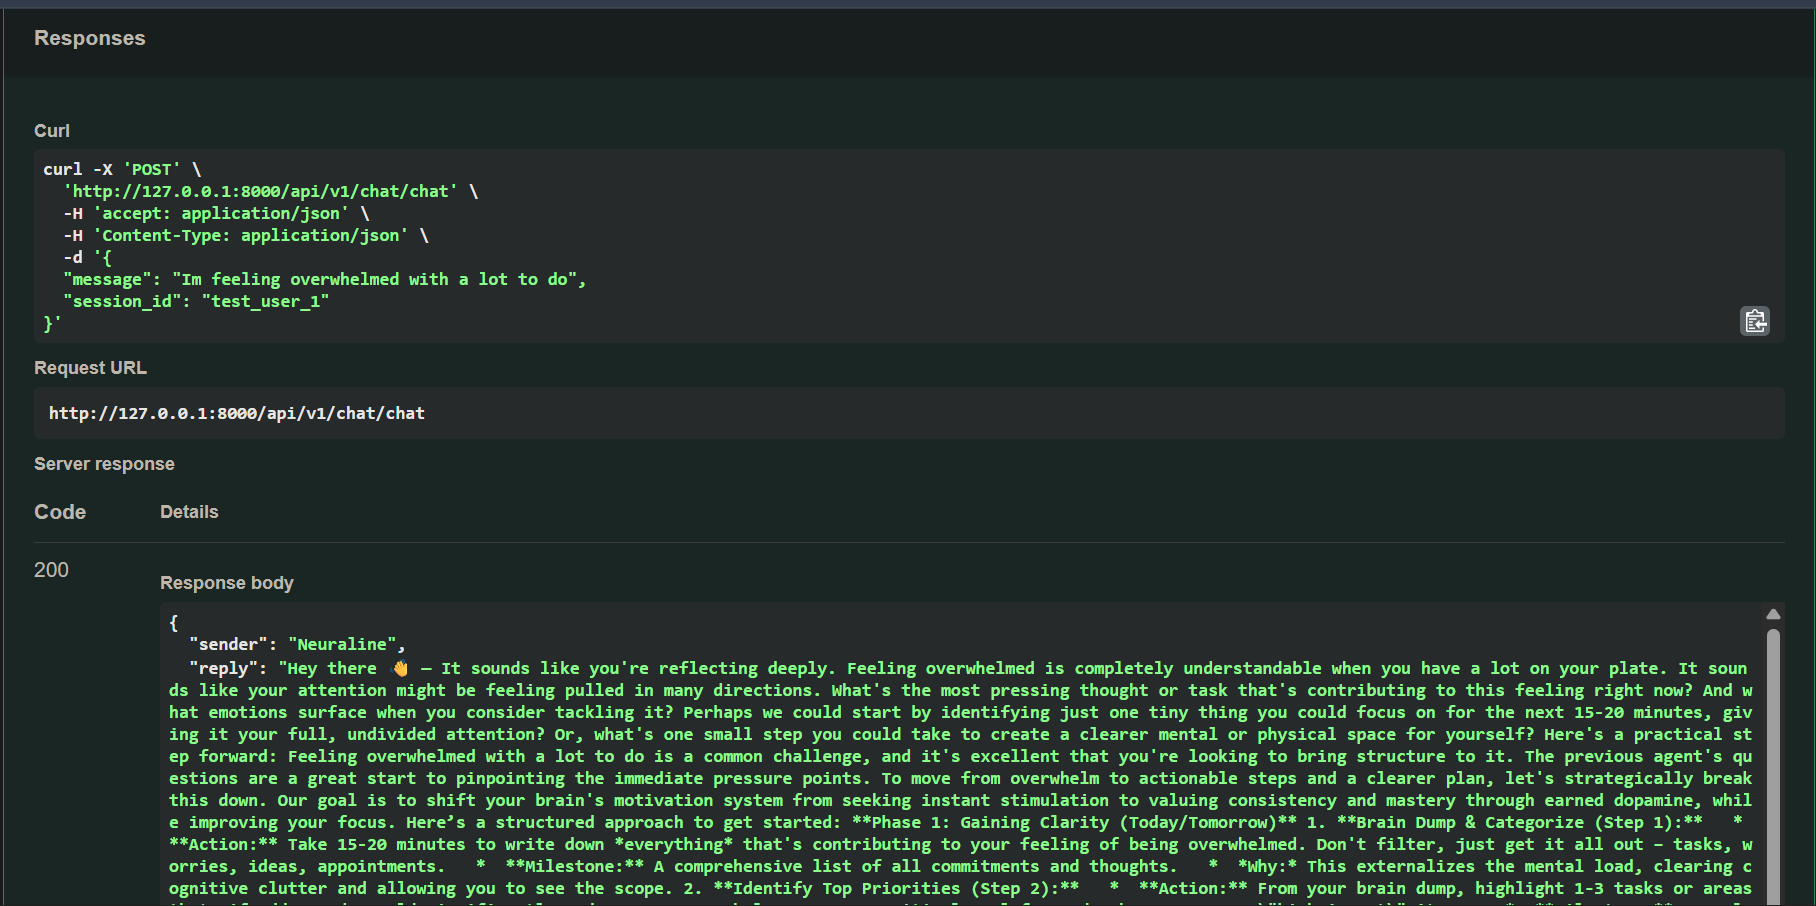 Responses
Curl
curl -X 'POST' \
'http://127.0.0.1:8000/api/v1/chat/chat' \
-H 'accept: application/json' \
-H 'Content-Type: application/json' \
-d '{
"message": "Im feeling overwhelmed with a lot to do",
"session_id": "test_user_1"
}'
Request URL
http://127.0.0.1:8000/api/v1/chat/chat
Server response
Code Details
200
Response body
{
"sender": "Neuraline",
"reply": "Hey there 👋 — It sounds like you're reflecting deeply. Feeling overwhelmed is completely understandable when you have a lot on your plate. It soun
ds like your attention might be feeling pulled in many directions. What's the most pressing thought or task that's contributing to this feeling right now? And w
hat emotions surface when you consider tackling it? Perhaps we could start by identifying just one tiny thing you could focus on for the next 15-20 minutes, giv
ing it your full, undivided attention? Or, what's one small step you could take to create a clearer mental or physical space for yourself? Here's a practical st
ep forward: Feeling overwhelmed with a lot to do is a common challenge, and it's excellent that you're looking to bring structure to it. The previous agent's qu
estions are a great start to pinpointing the immediate pressure points. To move from overwhelm to actionable steps and a clearer plan, let's strategically break
this down. Our goal is to shift your brain's motivation system from seeking instant stimulation to valuing consistency and mastery through earned dopamine, whil
e improving your focus. Here’s a structured approach to get started: **Phase 1: Gaining Clarity (Today/Tomorrow)** 1. **Brain Dump & Categorize (Step 1):** *
**Action:** Take 15-20 minutes to write down *everything* that's contributing to your feeling of being overwhelmed. Don't filter, just get it all out – tasks, w
orries, ideas, appointments. * **Milestone:** A comprehensive list of all commitments and thoughts. * *Why:* This externalizes the mental load, clearing c
ognitive clutter and allowing you to see the scope. 2. **Identify Top Priorities (Step 2):** * **Action:** From your brain dump, highlight 1-3 tasks or areas